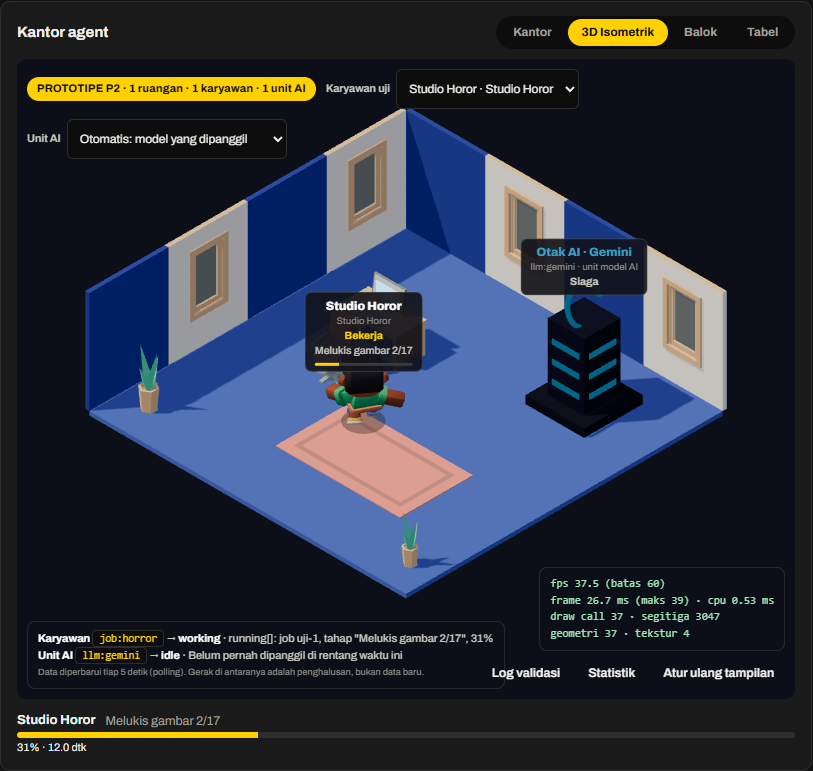 Kantor agent
Kantor
3D Isometrik
Balok
Tabel
PROTOTIPE P2 · 1 ruangan · 1 karyawan · 1 unit AI
Karyawan uji
Studio Horor · Studio Horor
Unit AI
Otomatis: model yang dipanggil
Otak AI · Gemini
llm:gemini · unit model AI
Siaga
Studio Horor
Studio Horor
Bekerja
Melukis gambar 2/17
fps 37.5 (batas 60)
frame 26.7 ms (maks 39) · cpu 0.53 ms
draw call 37 · segitiga 3047
geometri 37 · tekstur 4
Karyawan job:horror → working · running[]: job uji-1, tahap "Melukis gambar 2/17", 31%
Unit AI llm:gemini → idle · Belum pernah dipanggil di rentang waktu ini
Data diperbarui tiap 5 detik (polling). Gerak di antaranya adalah penghalusan, bukan data baru.
Log validasi
Statistik
Atur ulang tampilan
Studio Horor Melukis gambar 2/17
31% · 12.0 dtk